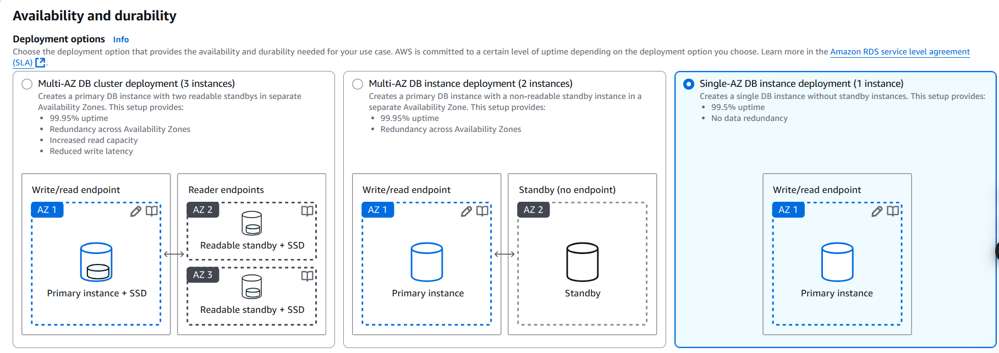 Availability and durability
Deployment options Info
Choose the deployment option that provides the availability and durability needed for your use case. AWS is committed to a certain level of uptime depending on the deployment option you choose. Learn more in the Amazon RDS service level agreement
(SLA).
Multi-AZ DB cluster deployment (3 instances)
Creates a primary DB instance with two readable standbys in separate
Availability Zones. This setup provides:
• 99.95% uptime
• Redundancy across Availability Zones
• Increased read capacity
• Reduced write latency
Write/read endpoint
AZ 1
Primary instance + SSD
Reader endpoints
AZ 2
Readable standby + SSD
AZ 3
Readable standby + SSD
Multi-AZ DB instance deployment (2 instances)
Creates a primary DB instance with a non-readable standby instance in a
separate Availability Zone. This setup provides:
• 99.95% uptime
• Redundancy across Availability Zones
Write/read endpoint
AZ 1
Primary instance
Standby (no endpoint)
AZ 2
Standby
Single-AZ DB instance deployment (1 instance)
Creates a single DB instance without standby instances. This setup provides:
• 99.5% uptime
• No data redundancy
Write/read endpoint
AZ 1
Primary instance